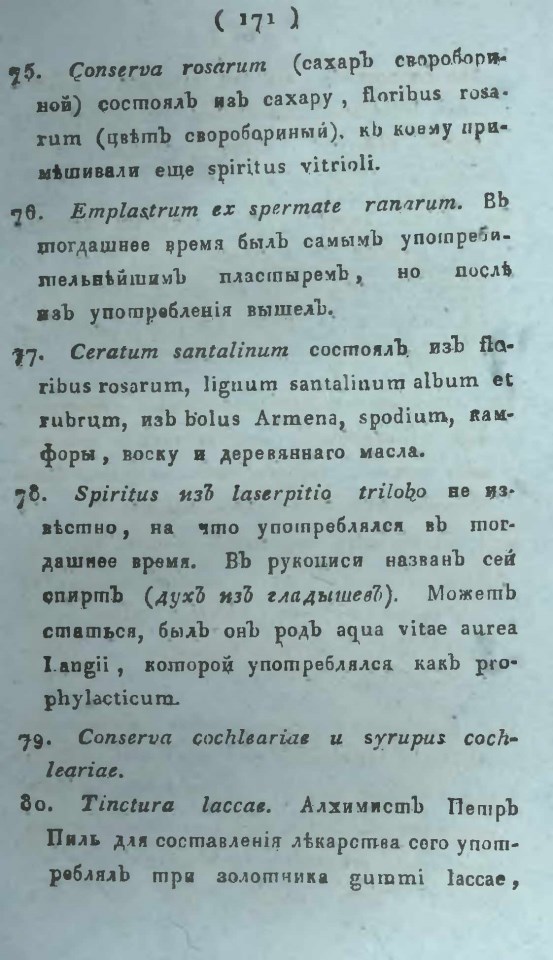 ( 171 )
75. Conserva rosarum (сахаръ своробори-
ной) состоялъ изъ сахару, floribus rosa-
rum (цвѣтъ своробариный), къ коему при-
мѣшивали еще spiritus vitrioli.
76. Emplastrum ex spermate ranarum. Въ
тогдашнее время былъ самымъ употреби-
тельнѣйшимъ пластыремъ, но послѣ
изъ употребленія вышелъ.
77. Ceratum santalinum состоялъ изъ flo-
ribus rosarum, lignum santalinum album et
rubrum, изъ bolus Armena, spodium, кам-
форы, воску и деревяннаго масла.
78. Spiritus изъ laserpitio trilobo не из-
вѣстно, на что употреблялся въ тог-
дашнее время. Въ рукописи названъ сей
спиртъ (духъ изъ гладышевъ). Можетъ
статься, былъ онъ родъ aqua vitae aurea
Langii, которой употреблялся какъ pro-
phylacticum.
79. Conserva cochleariae и syrupus coch-
leariae.
80. Tinctura laccae. Алхимистъ Петръ
Пиль для составленія лѣкарства сего упот-
реблялъ три золотника gummi laccae,